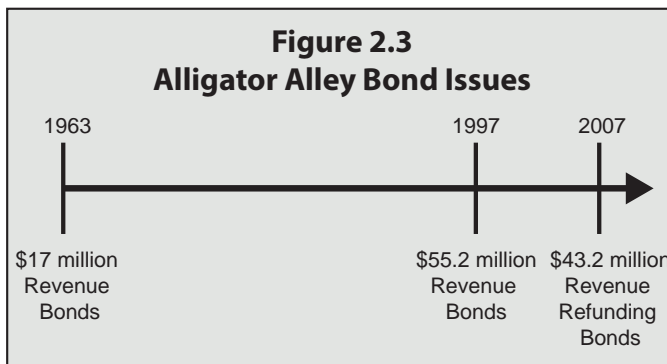 Figure 2.3
Alligator Alley Bond Issues
1963
1997
2007
$17 million
Revenue
Bonds
$55.2 million
Revenue
Bonds
$43.2 million
Revenue
Refunding
Bonds